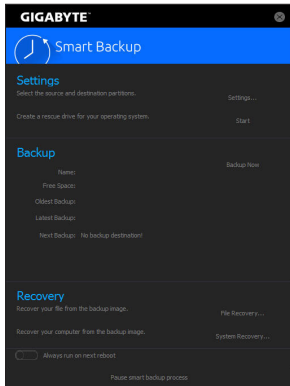 GIGABYTE™
Smart Backup
Settings
Select the source and destination partitions.
Settings...
Create a rescue drive for your operating system.
Start
Backup
Backup Now
Name:
Free Space:
Oldest Backup:
Latest Backup:
Next Backup: No backup destination!
Recovery
Recover your file from the backup image.
File Recovery...
Recover your computer from the backup image.
System Recovery...
Always run on next reboot
Pause smart backup process